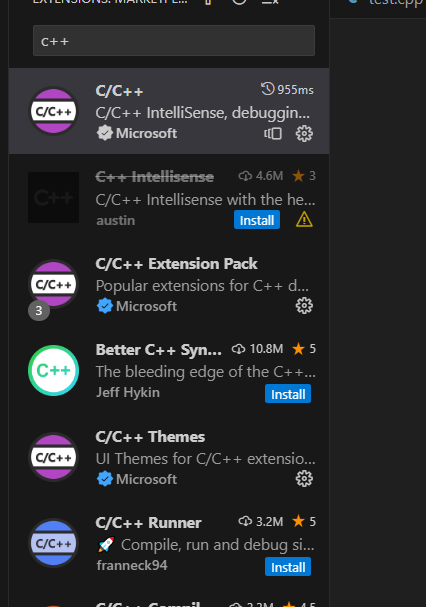 EXTENSIONS: MARKETPL...
test.cpp
c++
C/C++
C/C++
955ms
C/C++ IntelliSense, debuggin...
Microsoft
C++
C++ Intellisense
4.6M
3
C/C++ Intellisense with the he...
austin
Install
C/C++
3
C/C++ Extension Pack
Popular extensions for C++ d...
Microsoft
C++
Better C++ Syn...
10.8M
5
The bleeding edge of the C++...
Jeff Hykin
Install
C/C++
C/C++ Themes
UI Themes for C/C++ extensio...
Microsoft
C/C++
C/C++ Runner
3.2M
5
🚀 Compile, run and debug si...
franneck94
Install